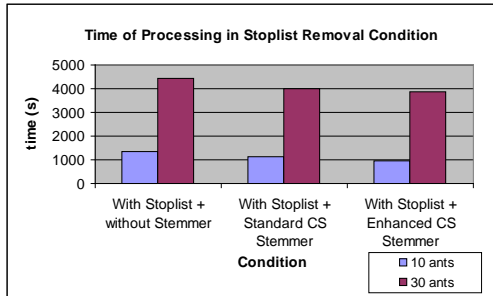 Time of Processing in Stoplist Removal Condition
time (s)
5000
4000
3000
2000
1000
0
With Stoplist +
without Stemmer
With Stoplist +
Standard CS
Stemmer
With Stoplist +
Enhanced CS
Stemmer
Condition
10 ants
30 ants